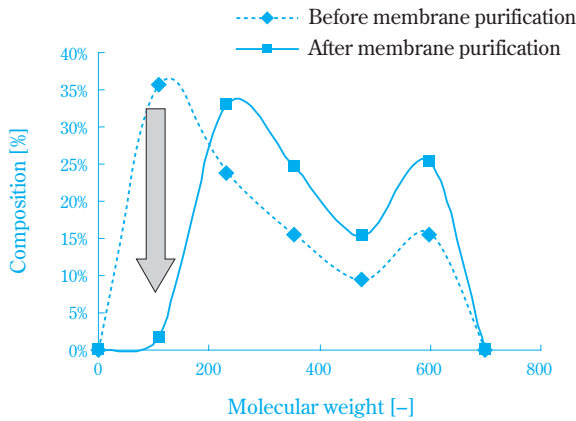 Before membrane purification
After membrane purification
Composition [%]
40%
35%
30%
25%
20%
15%
10%
5%
0%
0 200 400 600 800
Molecular weight [–]